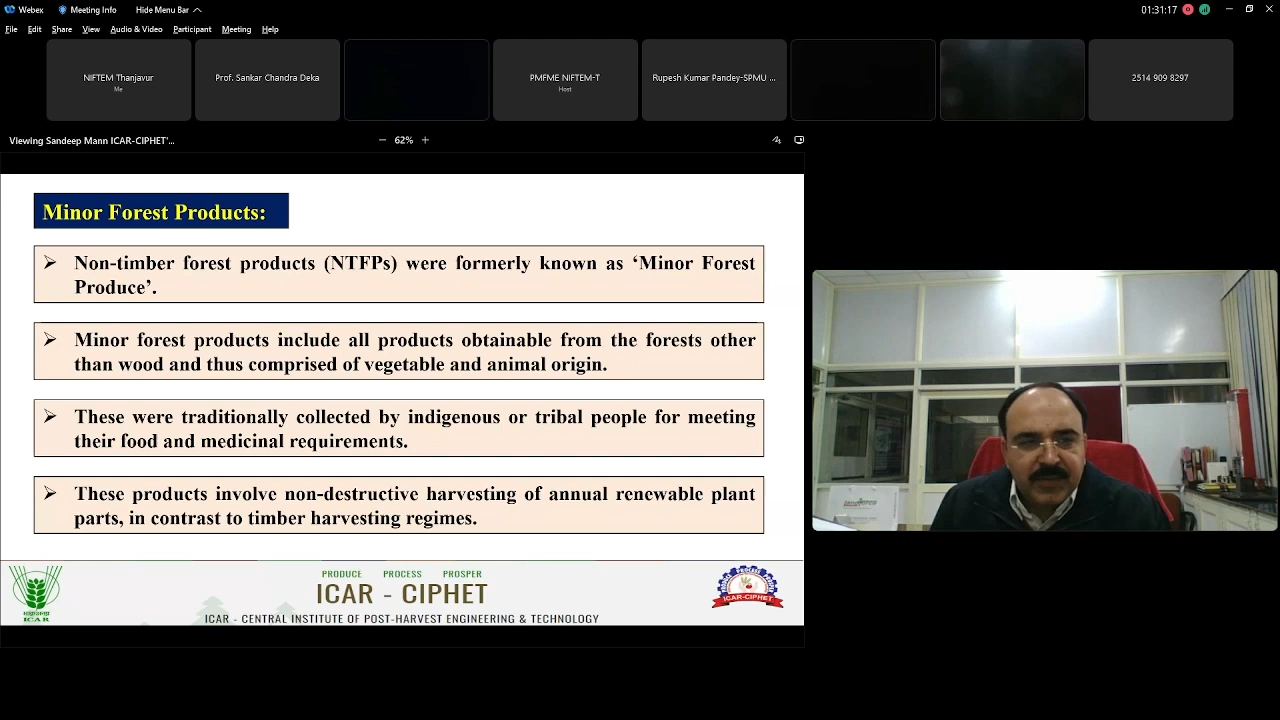 Webex
Meeting Info
Hide Menu Bar
01:31:17
File Edit Share View Audio & Video Participant Meeting Help
NIFTEM Thanjavur
Me
Prof. Sankar Chandra Deka
PMFME NIFTEM-T
Host
Rupesh Kumar Pandey-SPMU ...
2514 909 8297
Viewing Sandeep Mann ICAR-CIPHET'...
62%
Minor Forest Products:
Non-timber forest products (NTFPs) were formerly known as ‘Minor Forest
Produce’.
Minor forest products include all products obtainable from the forests other
than wood and thus comprised of vegetable and animal origin.
These were traditionally collected by indigenous or tribal people for meeting
their food and medicinal requirements.
These products involve non-destructive harvesting of annual renewable plant
parts, in contrast to timber harvesting regimes.
PRODUCE PROCESS PROSPER
ICAR - CIPHET
ICAR - CENTRAL INSTITUTE OF POST-HARVEST ENGINEERING & TECHNOLOGY
ICAR
ICAR-CIPHET